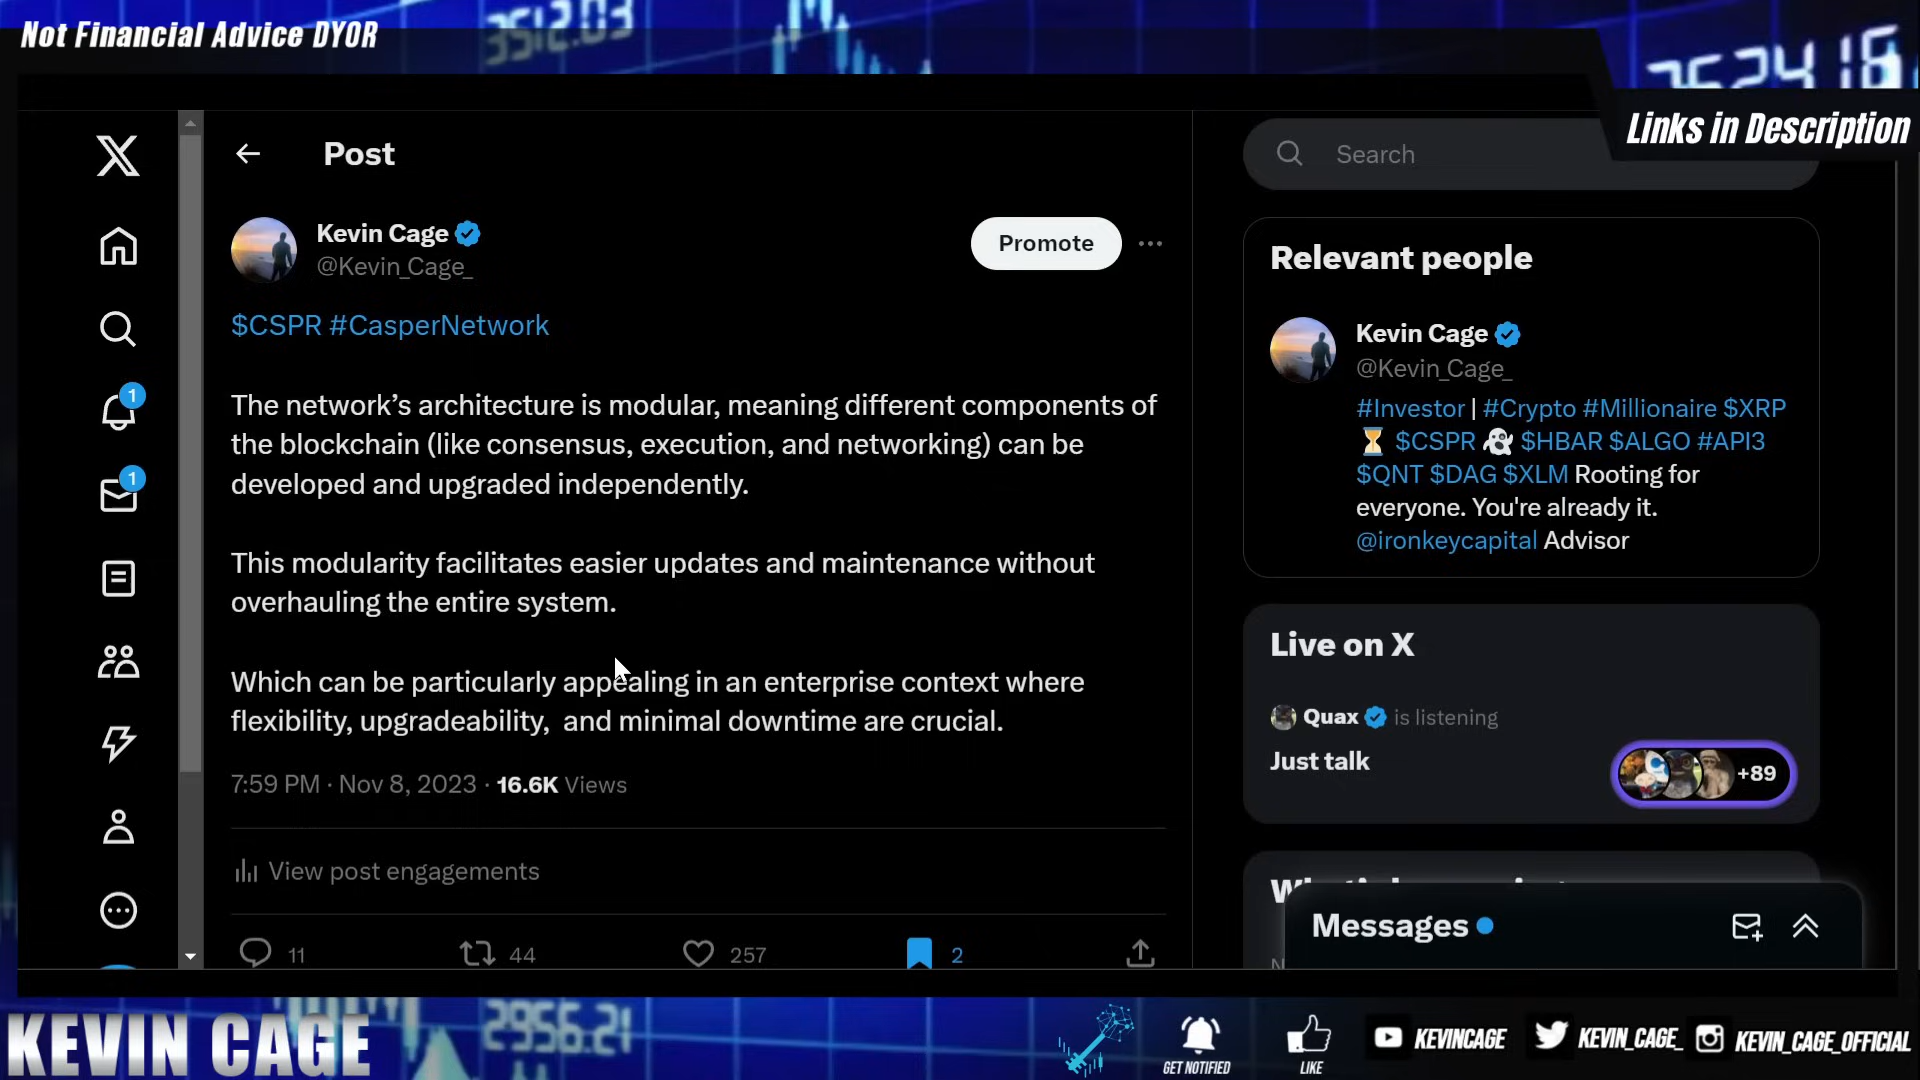 Not Financial Advice DYOR
3512.03
Links in Description
Post
Search
Kevin Cage
@Kevin_Cage_
Promote
$CSPR #CasperNetwork
The network’s architecture is modular, meaning different components of
the blockchain (like consensus, execution, and networking) can be
developed and upgraded independently.
This modularity facilitates easier updates and maintenance without
overhauling the entire system.
Which can be particularly appealing in an enterprise context where
flexibility, upgradeability,  and minimal downtime are crucial.
7:59 PM · Nov 8, 2023 · 16.6K Views
View post engagements
11
44
257
2
1
1
Relevant people
Kevin Cage
@Kevin_Cage_
#Investor | #Crypto #Millionaire $XRP
⏳ $CSPR 👻 $HBAR $ALGO #API3
$QNT $DAG $XLM Rooting for
everyone. You're already it.
@ironkeycapital Advisor
Live on X
Quax is listening
Just talk
+89
Messages
KEVIN CAGE
2956.21
GET NOTIFIED
LIKE
KEVINCAGE
KEVIN_CAGE_
KEVIN_CAGE_OFFICIAL